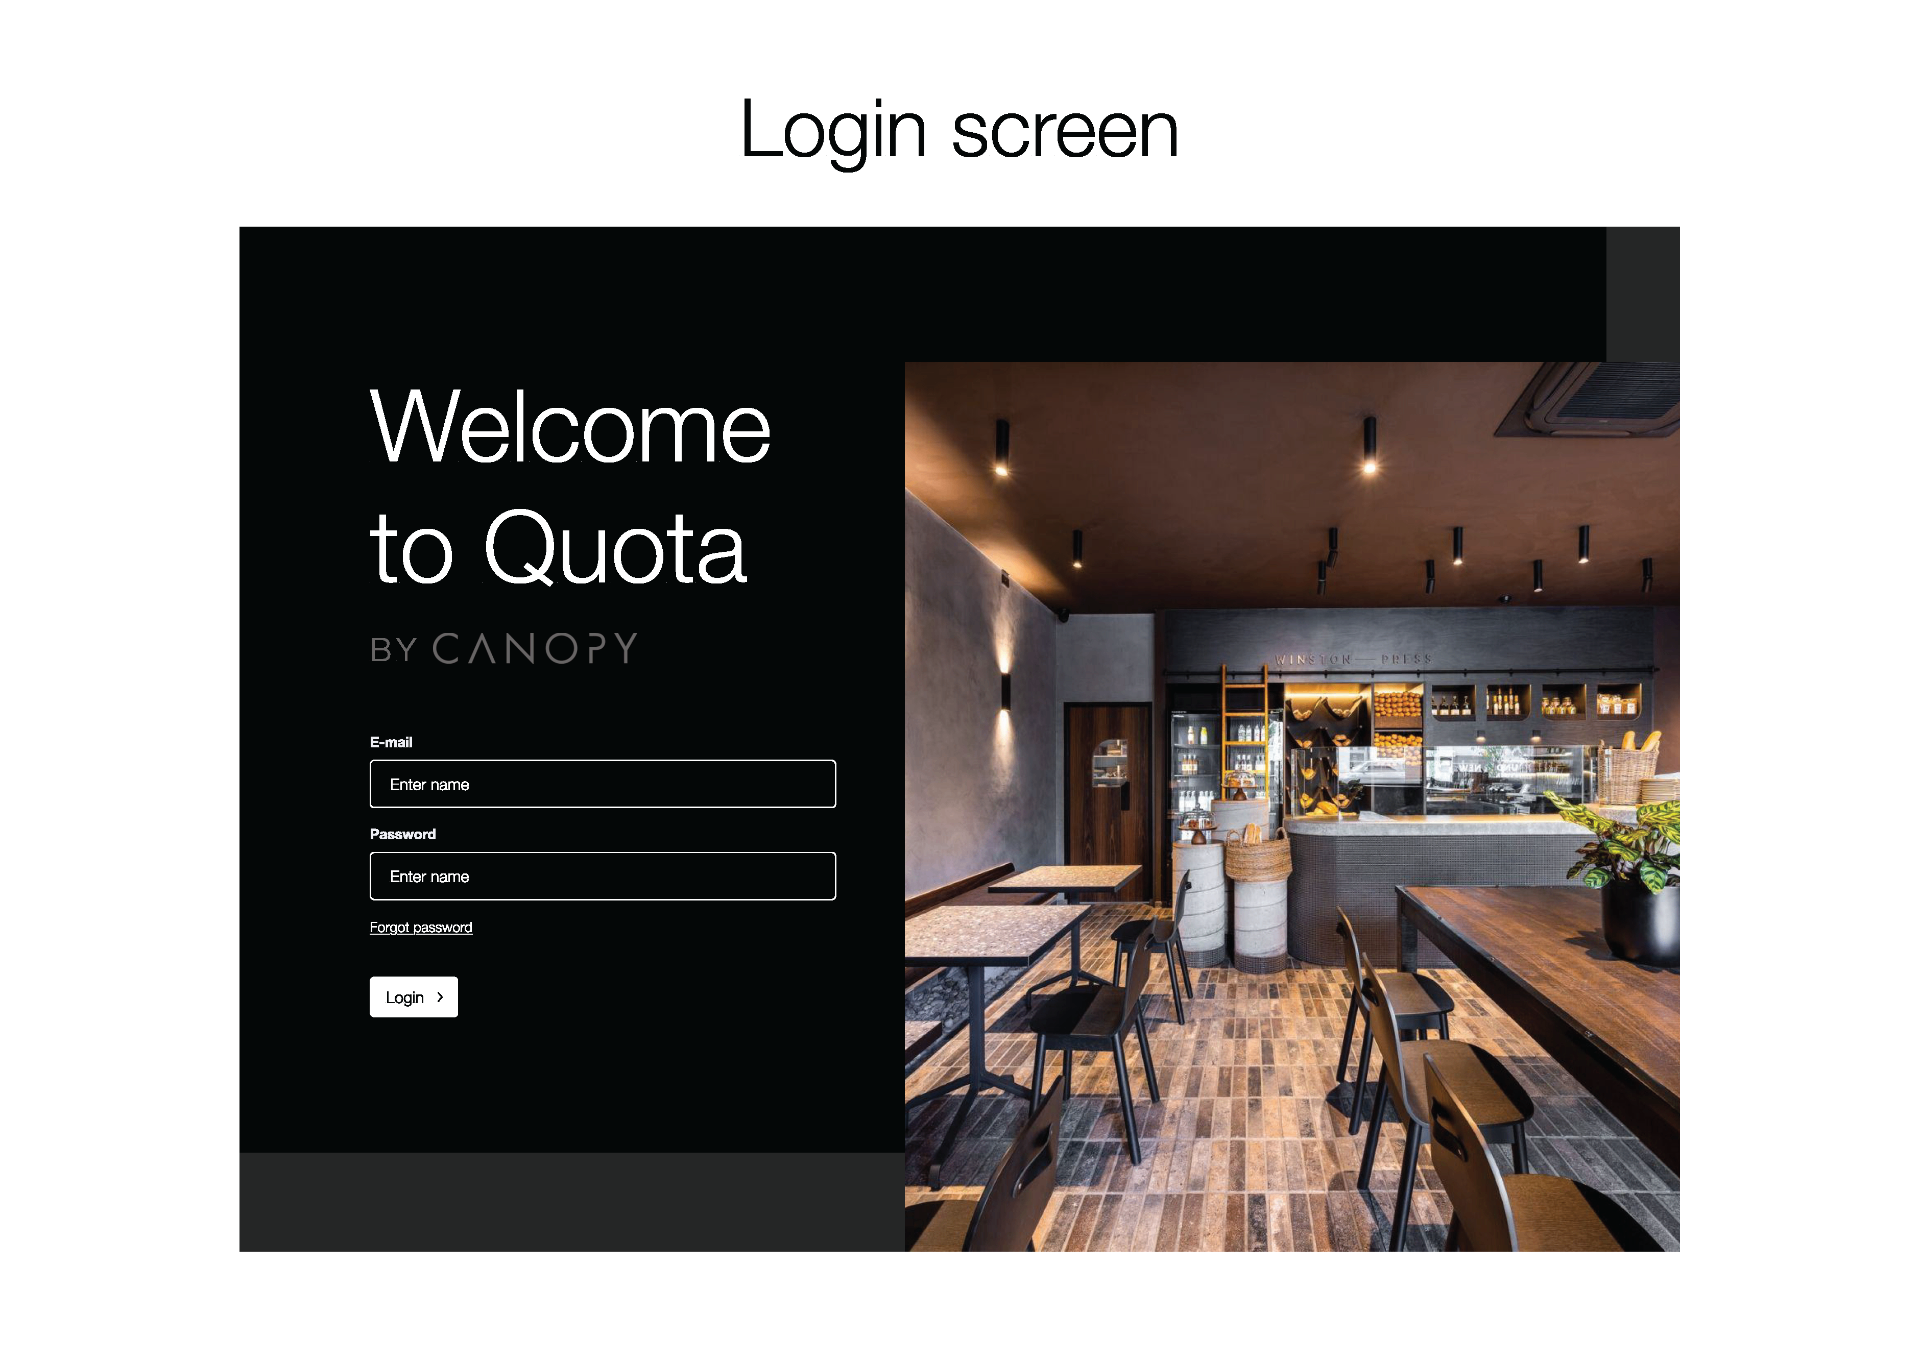 Login screen
Welcome
to Quota
BY CANOPY
E-mail
Enter name
Password
Enter name
Forgot password
Login
WINSTON — PRESS